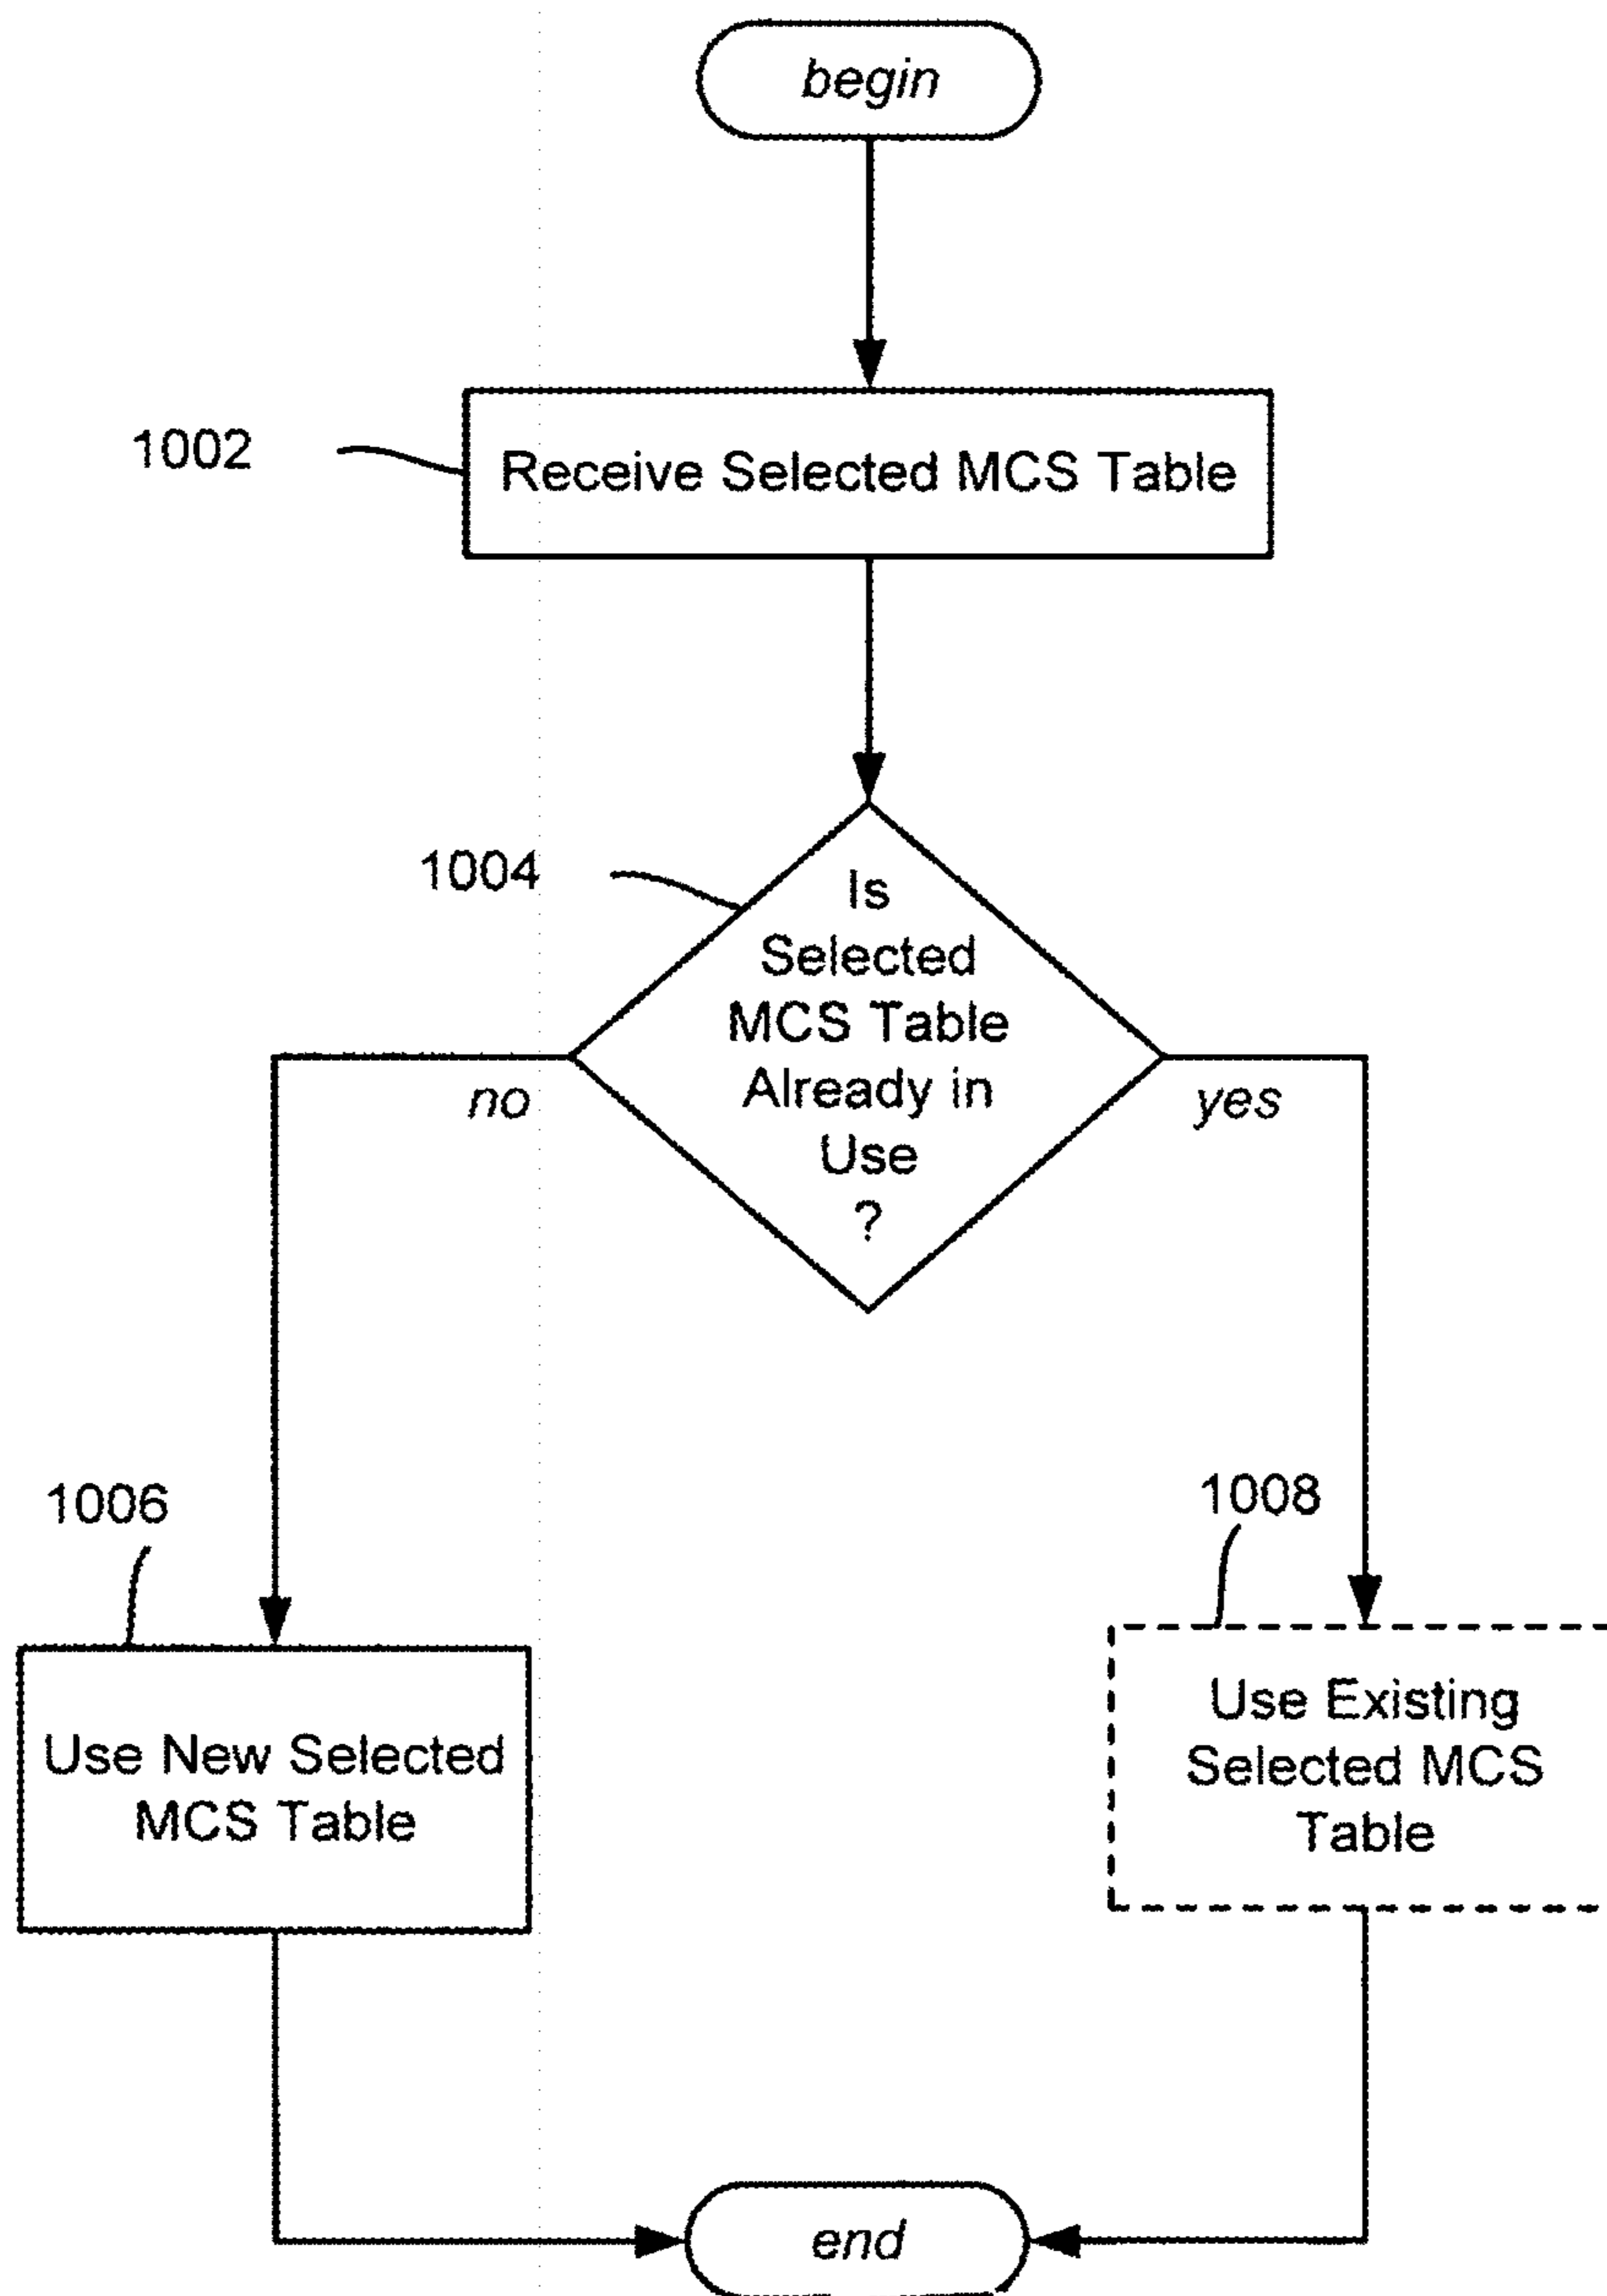 begin
1002
Receive Selected MCS Table
1004
Is
Selected
MCS Table
Already in
Use
?
no
yes
1006
1008
Use New Selected
MCS Table
Use Existing
Selected MCS
Table
end